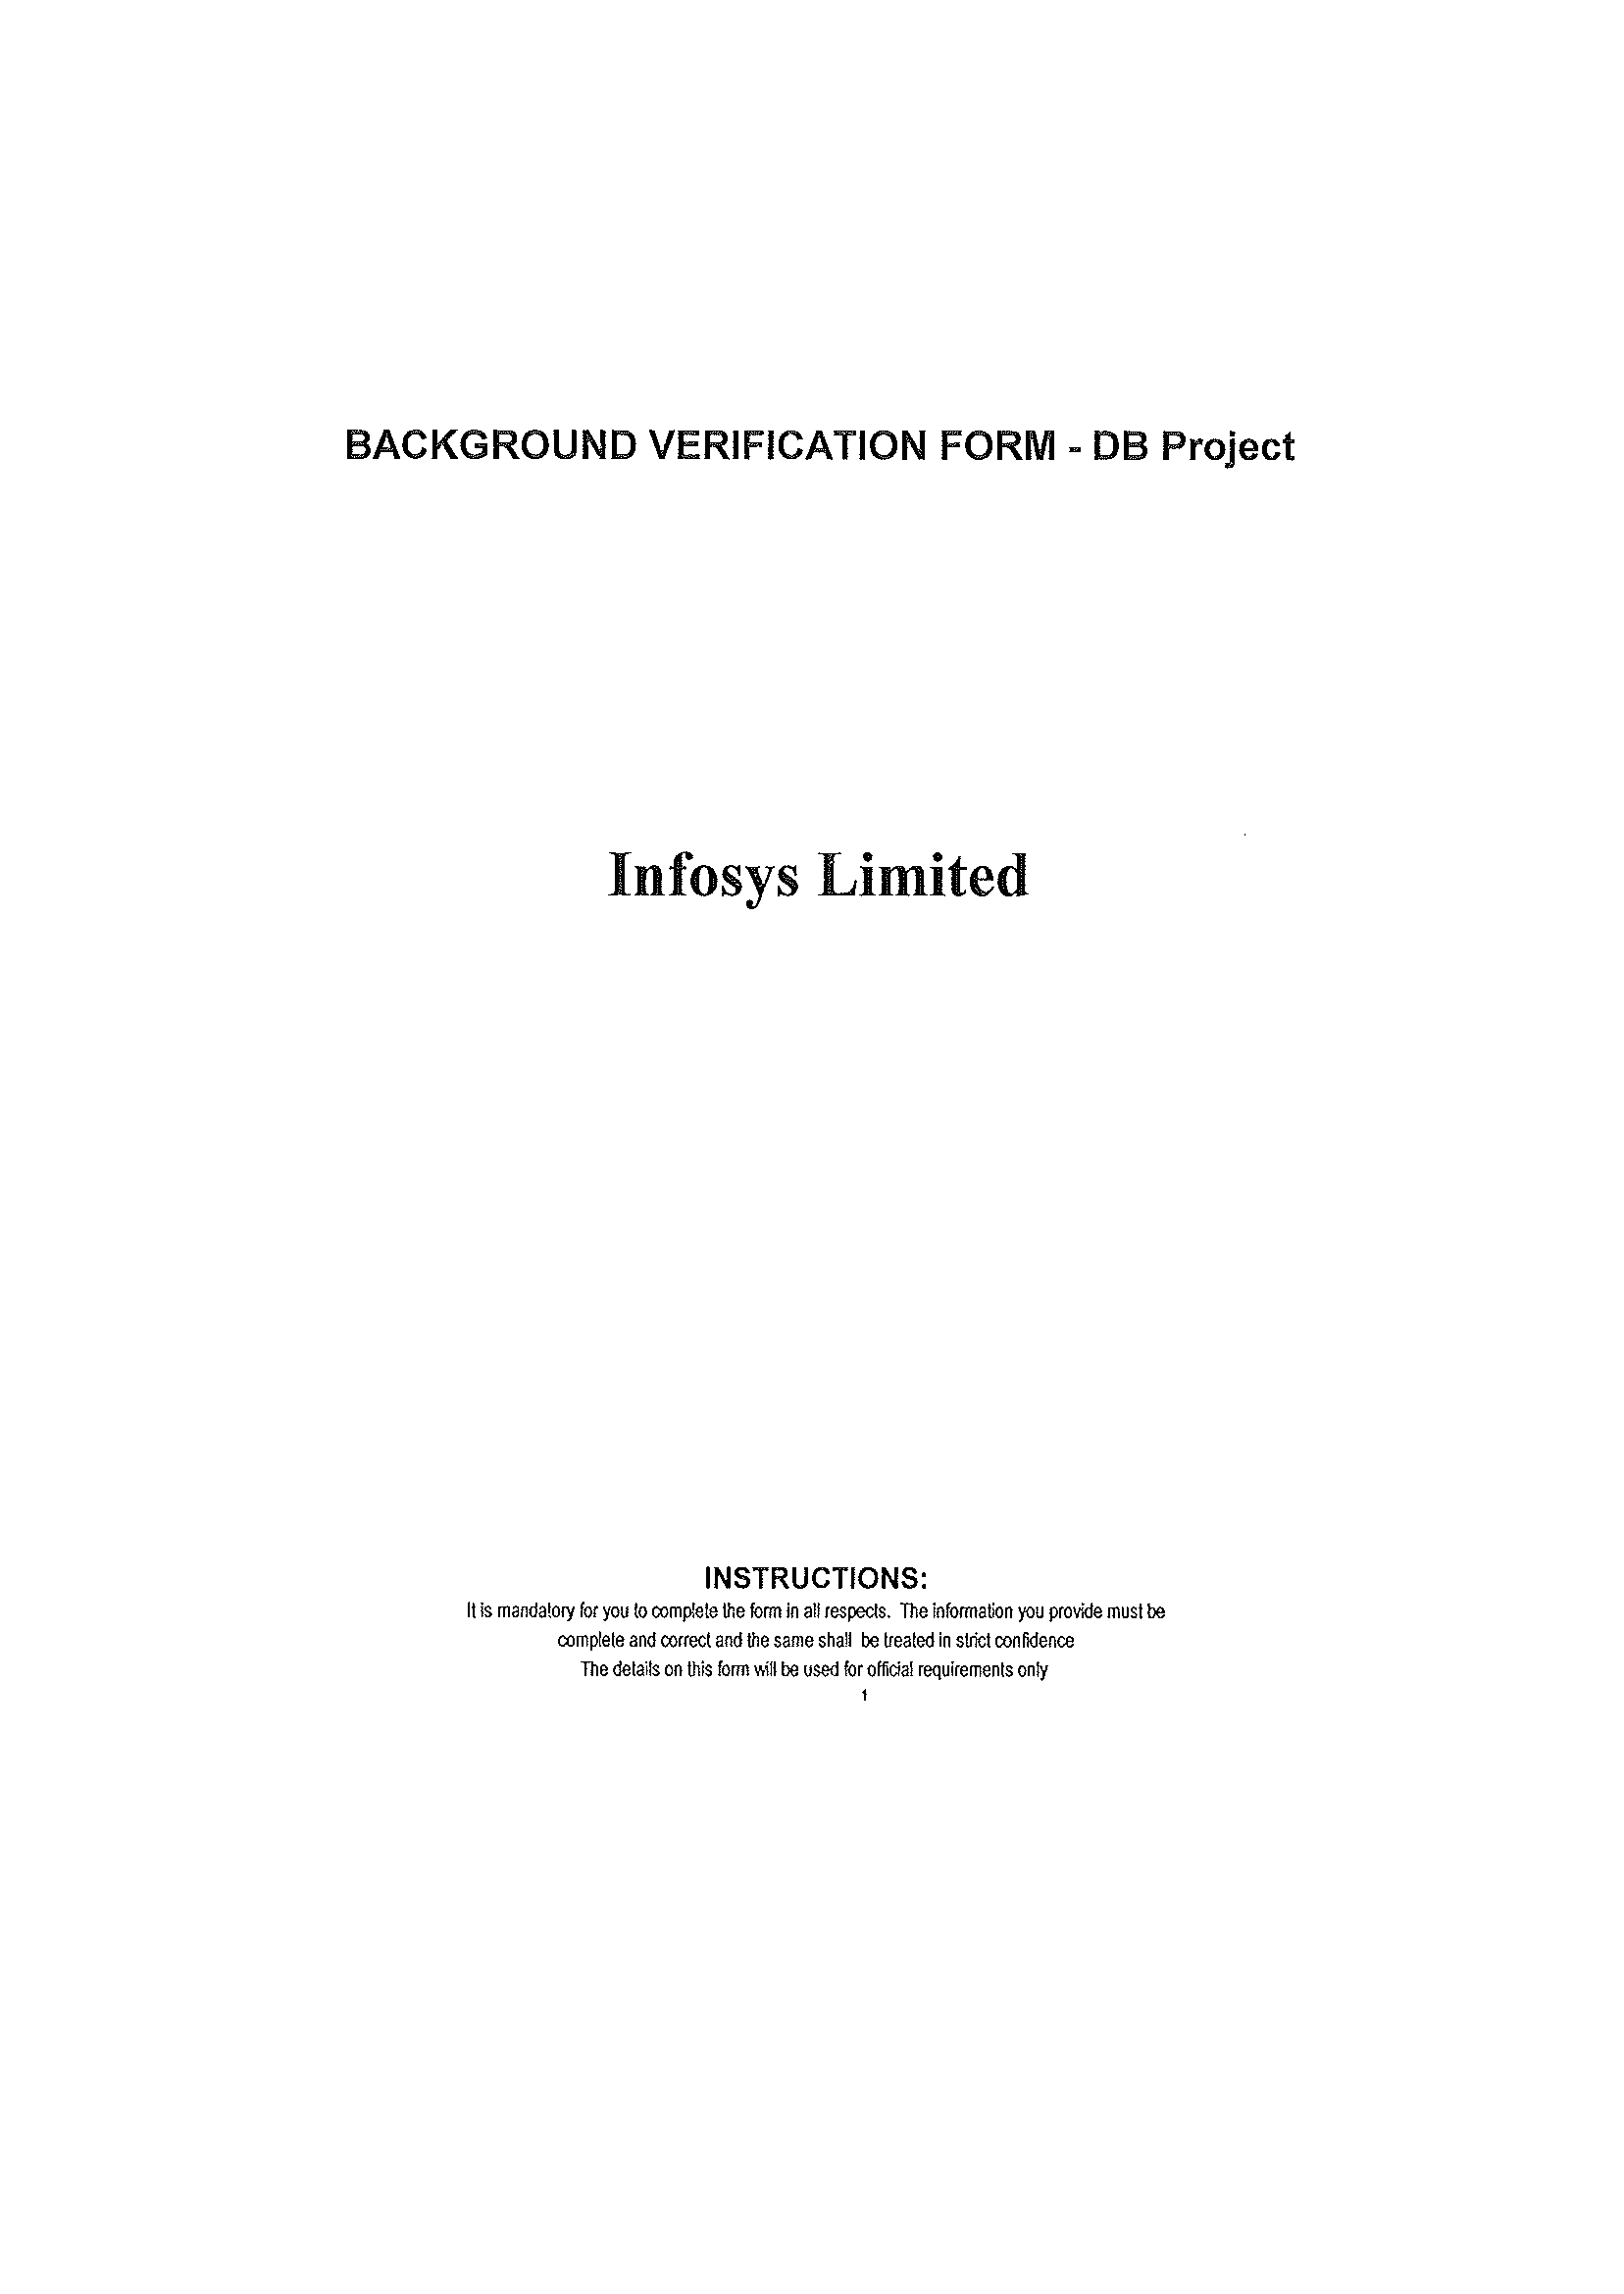 BACKGROUND VERIFICATION FORM - DB Project
Infosys Limited
INSTRUCTIONS:
It is mandatory for you to complete the form in all respects. The information you provide must be
complete and correct and the same shall be treated in strict confidence
The details on this form will be used for official requirements only
1